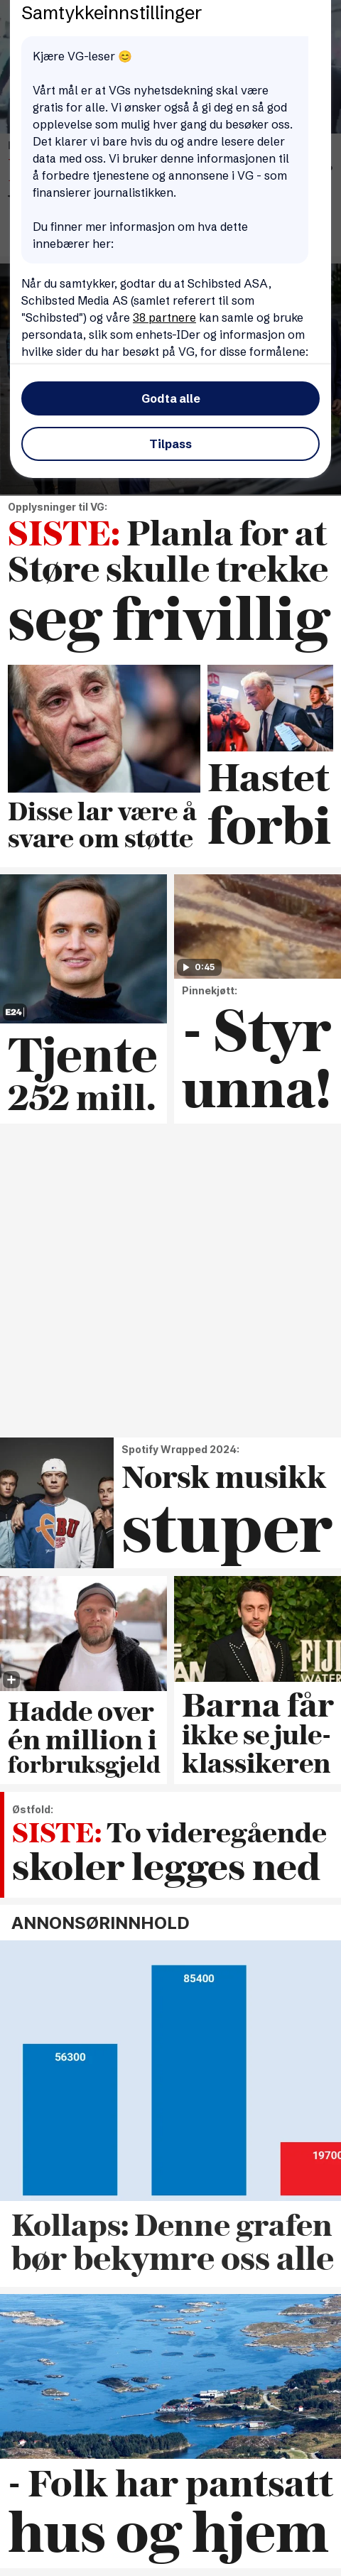 Samtykkeinnstillinger
Kjære VG-leser 😊
Vårt mål er at VGs nyhetsdekning skal være
gratis for alle. Vi ønsker også å gi deg en så god
opplevelse som mulig hver gang du besøker oss.
Det klarer vi bare hvis du og andre lesere deler
data med oss. Vi bruker denne informasjonen til
å forbedre tjenestene og annonsene i VG - som
finansierer journalistikken.
Du finner mer informasjon om hva dette
innebærer her:
Når du samtykker, godtar du at Schibsted ASA,
Schibsted Media AS (samlet referert til som
"Schibsted") og våre 38 partnere kan samle og bruke
persondata, slik som enhets-IDer og informasjon om
hvilke sider du har besøkt på VG, for disse formålene:
Godta alle
Tilpass
Opplysninger til VG:
SISTE: Planla for at
Støre skulle trekke
seg frivillig
Disse lar være å
svare om støtte
Hastet
forbi
E24
Tjente
252 mill.
0:45
Pinnekjøtt:
- Styr
unna!
Spotify Wrapped 2024:
Norsk musikk
stuper
Hadde over
én million i
forbruksgjeld
FIJI
WATER
Barna får
ikke se jule-
klassikeren
Østfold:
SISTE: To videregående
skoler legges ned
ANNONSØRINNHOLD
56300
85400
19700
Kollaps: Denne grafen
bør bekymre oss alle
- Folk har pantsatt
hus og hjem